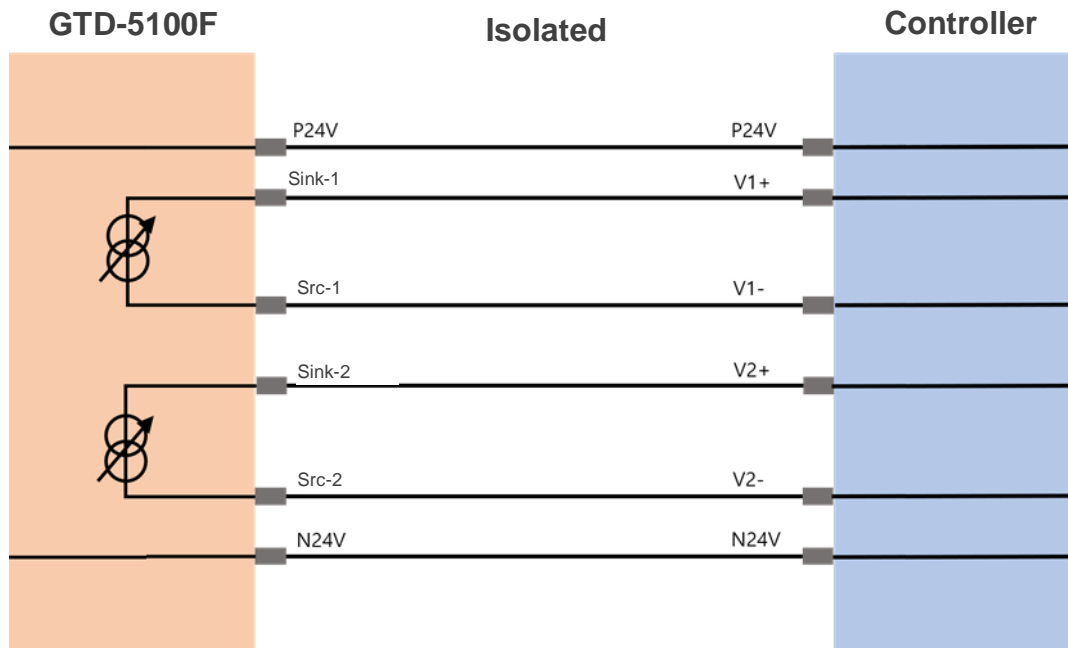 GTD-5100F
Isolated
Controller
P24V
P24V
Sink-1
V1+
Src-1
V1-
Sink-2
V2+
Src-2
V2-
N24V
N24V